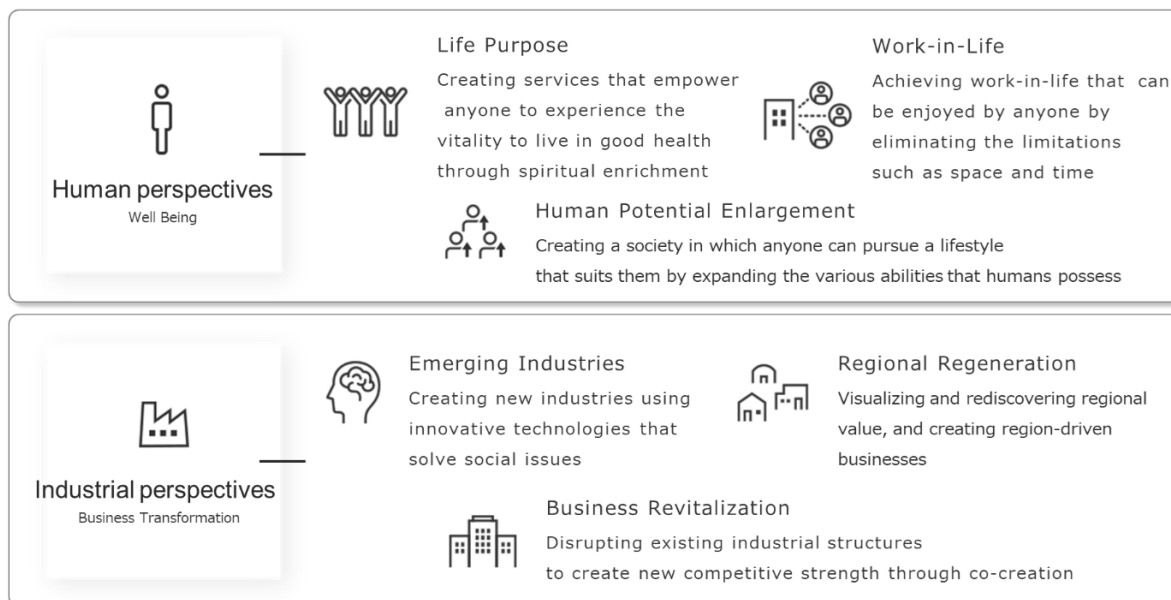 Human perspectives
Well Being
Life Purpose
Creating services that empower
anyone to experience the
vitality to live in good health
through spiritual enrichment
Work-in-Life
Achieving work-in-life that can
be enjoyed by anyone by
eliminating the limitations
such as space and time
Human Potential Enlargement
Creating a society in which anyone can pursue a lifestyle
that suits them by expanding the various abilities that humans possess
Industrial perspectives
Business Transformation
Emerging Industries
Creating new industries using
innovative technologies that
solve social issues
Regional Regeneration
Visualizing and rediscovering regional
value, and creating region-driven
businesses
Business Revitalization
Disrupting existing industrial structures
to create new competitive strength through co-creation